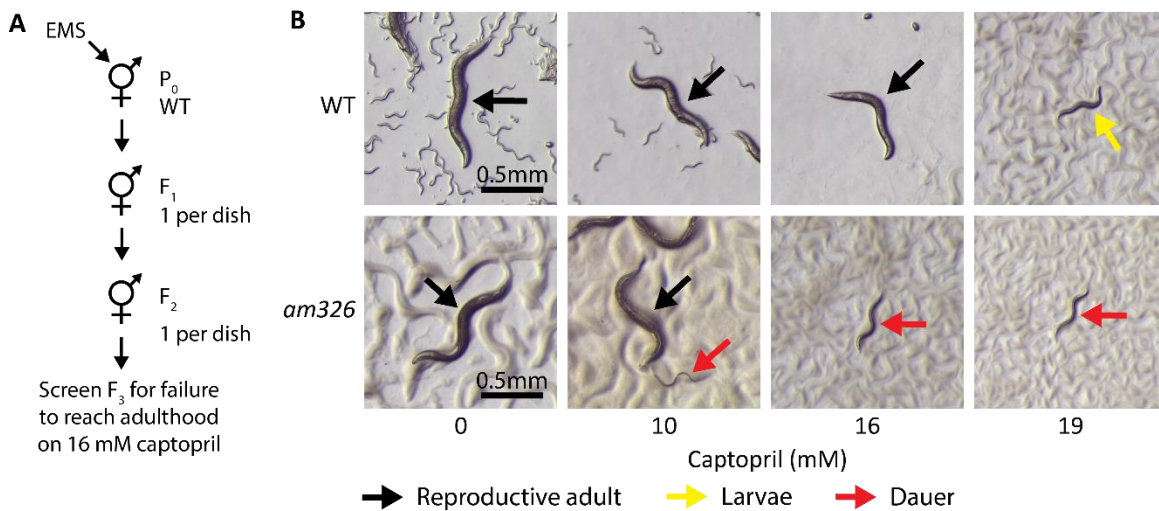 A
EMS
P0
WT
F1
1 per dish
F2
1 per dish
Screen F3 for failure
to reach adulthood
on 16 mM captopril
B
WT
0.5mm
am326
0.5mm
0
10
16
19
Captopril (mM)
Reproductive adult
Larvae
Dauer